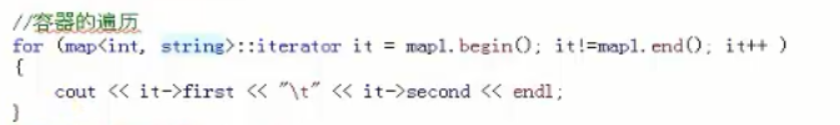 //容器的遍历
for (map<int, string>::iterator it = map1.begin(); it!=map1.end(); it++ )
{
cout << it->first << "\t" << it->second << endl;
}